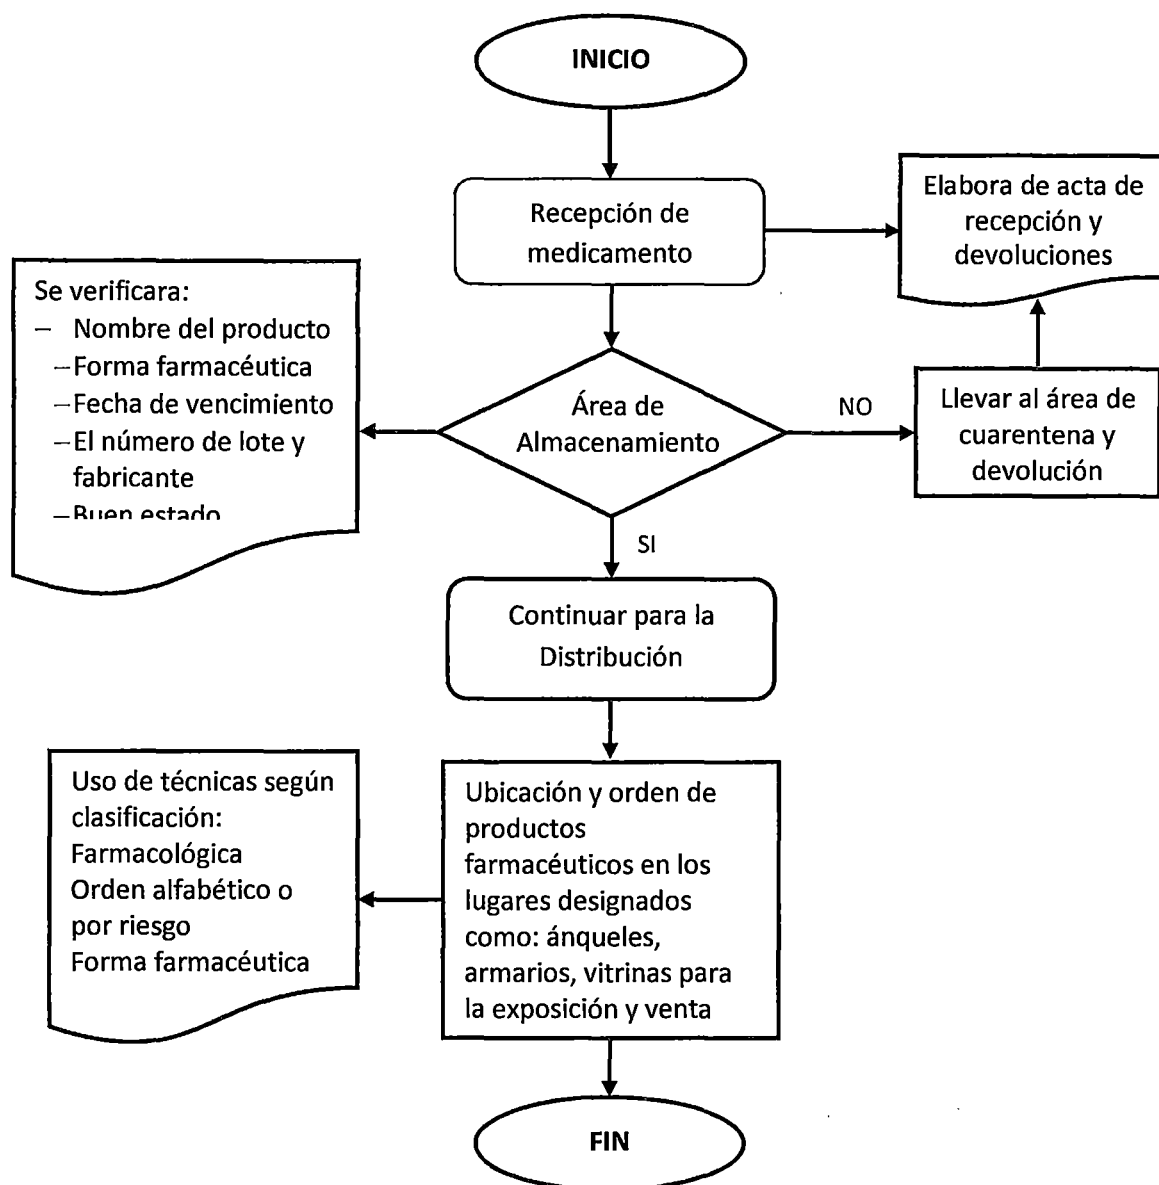 INICIO
Recepción de
medicamento
Elabora de acta de
recepción y
devoluciones
Se verificara:
– Nombre del producto
–Forma farmacéutica
–Fecha de vencimiento
–El número de lote y
fabricante
–Buen estado
Área de
Almacenamiento
NO
Llevar al área de
cuarentena y
devolución
SI
Continuar para la
Distribución
Uso de técnicas según
clasificación:
Farmacológica
Orden alfabético o
por riesgo
Forma farmacéutica
Ubicación y orden de
productos
farmacéuticos en los
lugares designados
como: ánqueles,
armarios, vitrinas para
la exposición y venta
FIN